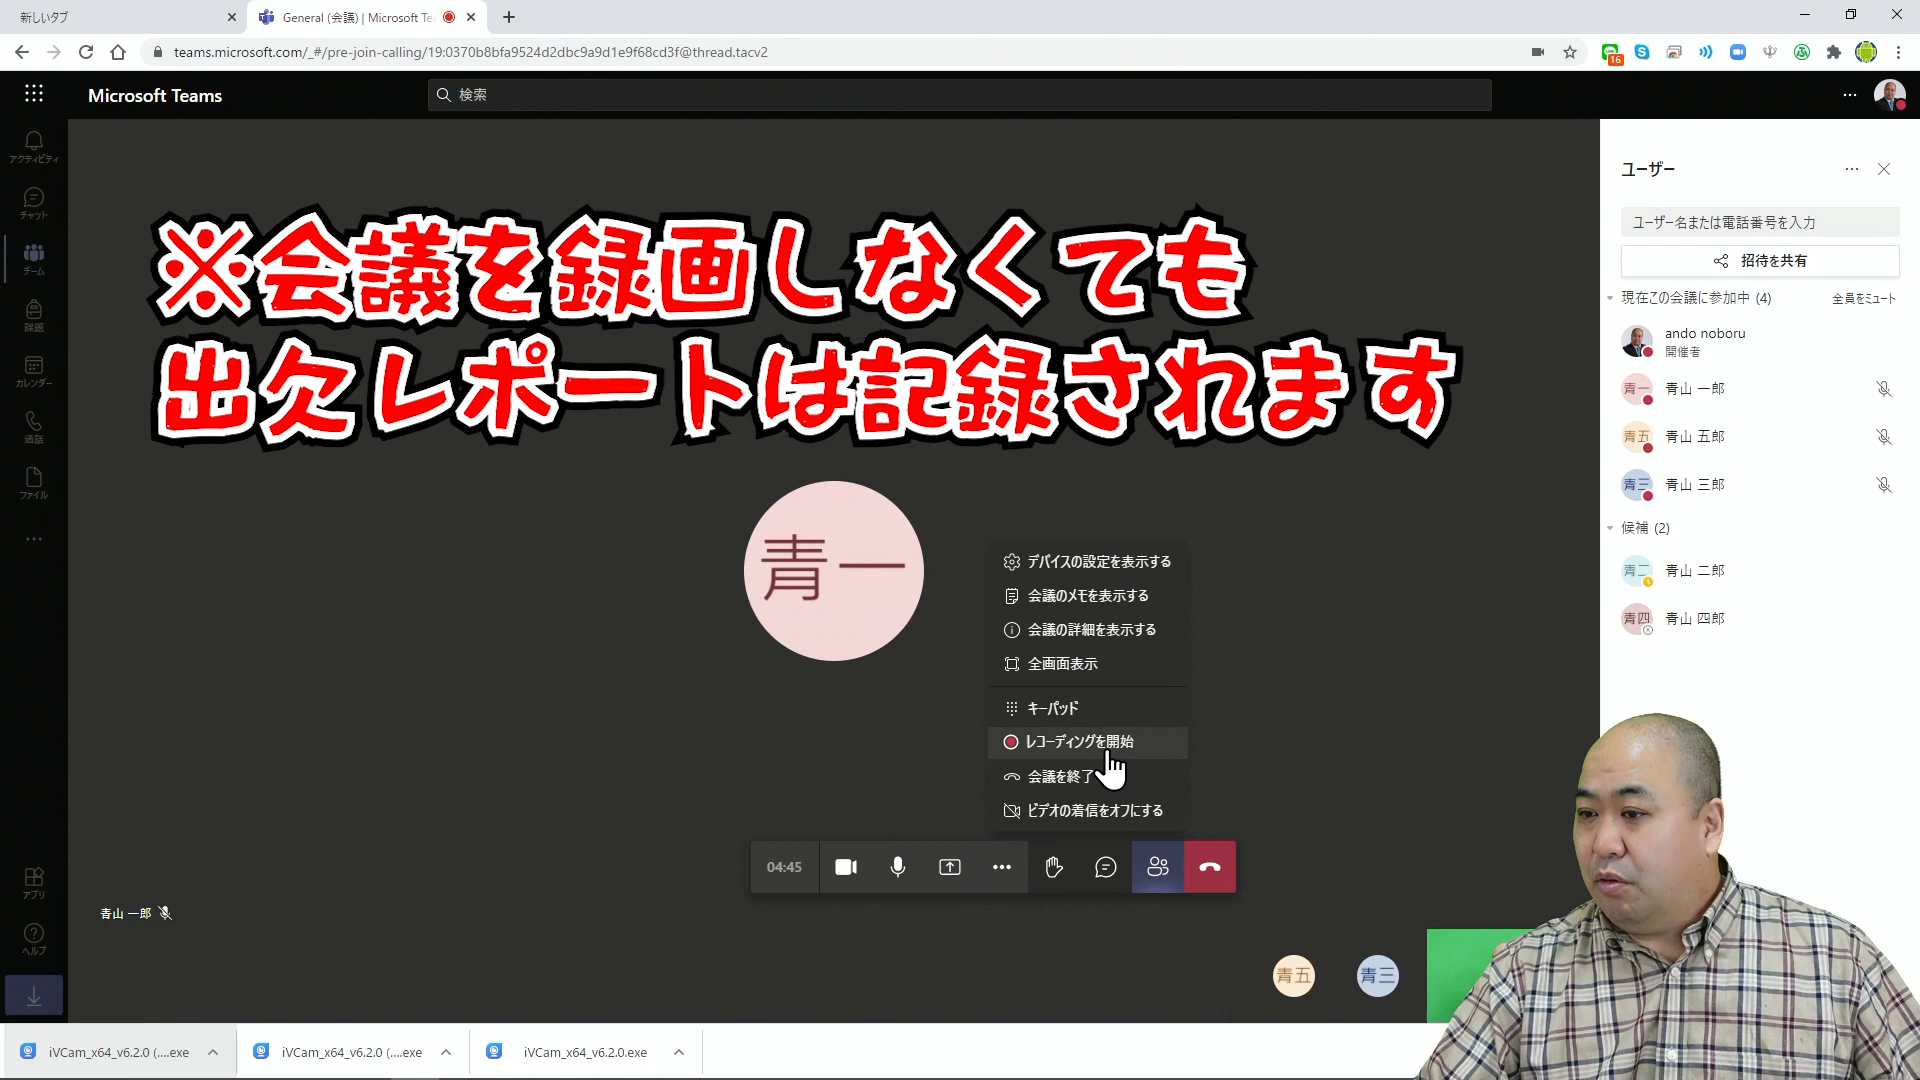 新しいタブ
General (会議) | Microsoft Te
teams.microsoft.com/_#/pre-join-calling/19:0370b8bfa9524d2dbc9a9d1e9f68cd3f@thread.tacv2
16
Microsoft Teams
検索
アクティビティ
チャット
チーム
課題
カレンダー
通話
ファイル
アプリ
ヘルプ
※会議を録画しなくても
出欠レポートは記録されます
青一
デバイスの設定を表示する
会議のメモを表示する
会議の詳細を表示する
全画面表示
キーパッド
レコーディングを開始
会議を終了
ビデオの着信をオフにする
04:45
青山 一郎
青五
青三
ユーザー
ユーザー名または電話番号を入力
招待を共有
現在この会議に参加中 (4)
全員をミュート
ando noboru
開催者
青一
青山 一郎
青五
青山 五郎
青三
青山 三郎
候補 (2)
青二
青山 二郎
青四
青山 四郎
iVCam_x64_v6.2.0 (....exe
iVCam_x64_v6.2.0 (....exe
iVCam_x64_v6.2.0.exe